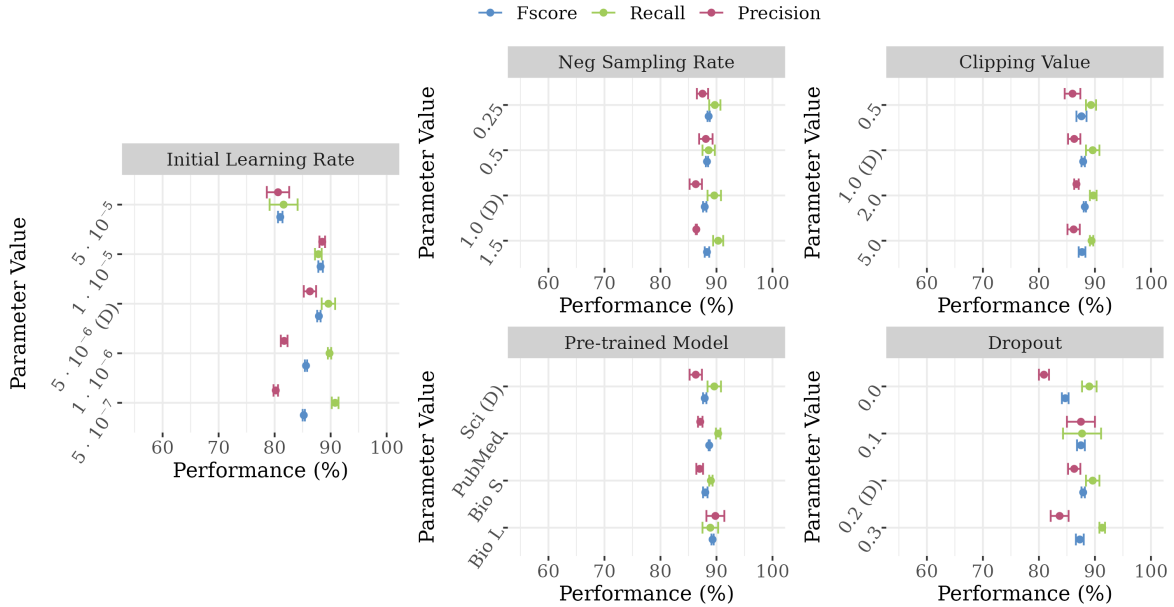 Fscore Recall Precision
Initial Learning Rate
Parameter Value
5 · 10⁻⁵
1 · 10⁻⁵
5 · 10⁻⁶ (D)
1 · 10⁻⁶
5 · 10⁻⁷
60 70 80 90 100
Performance (%)
Neg Sampling Rate
Parameter Value
0.25
0.5
1.0 (D)
1.5
60 70 80 90 100
Performance (%)
Clipping Value
Parameter Value
0.5
1.0 (D)
2.0
5.0
60 70 80 90 100
Performance (%)
Pre-trained Model
Parameter Value
Sci (D)
PubMed
Bio S
Bio L
60 70 80 90 100
Performance (%)
Dropout
Parameter Value
0.0
0.1
0.2 (D)
0.3
60 70 80 90 100
Performance (%)